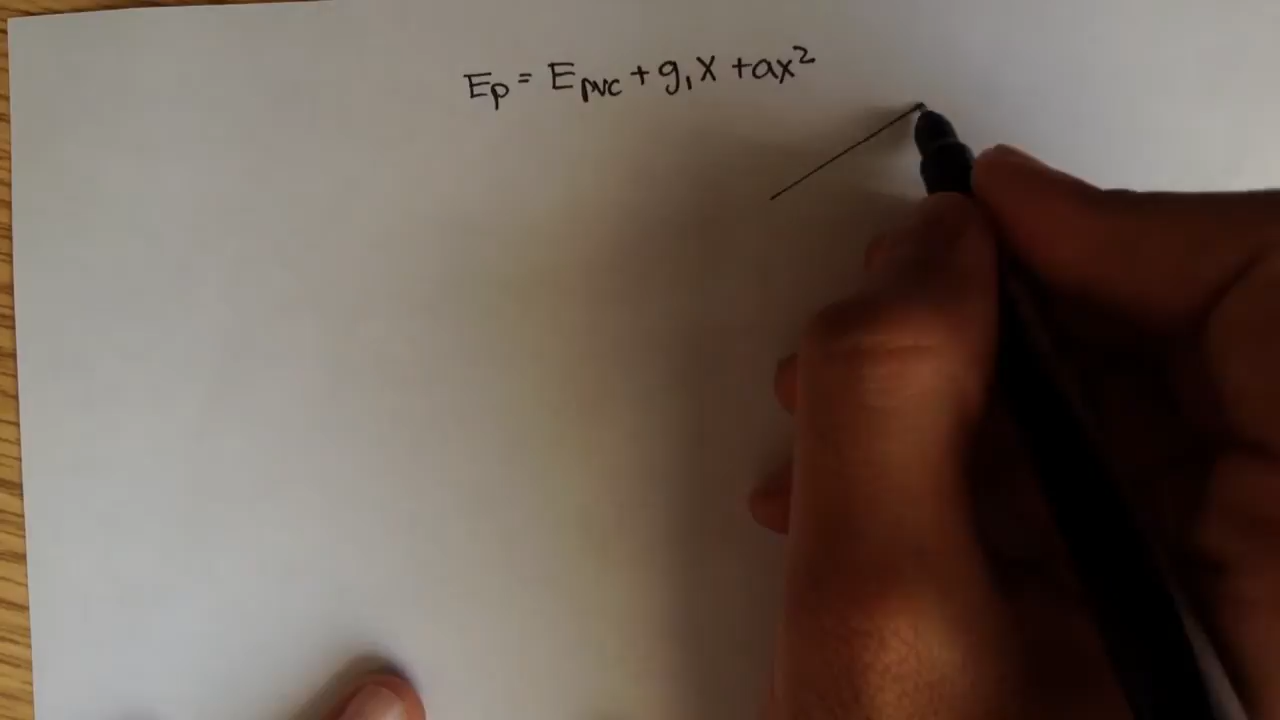 Ep = Epvc + g₁x + ax²